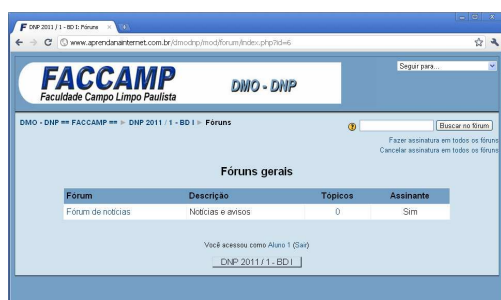 DNP 2011 / 1 - BD I: Fóruns
www.aprendanainternet.com.br/dmodnp/mod/forum/index.php?id=6
FACCAMP
Faculdade Campo Limpo Paulista
DMO - DNP
Seguir para...
DMO - DNP == FACCAMP == ► DNP 2011 / 1 - BD I ► Fóruns
Buscar no fórum
Fazer assinatura em todos os fóruns
Cancelar assinatura em todos os fóruns
Fóruns gerais
Fórum Descrição Tópicos Assinante
Fórum de notícias Notícias e avisos 0 Sim
Você acessou como Aluno 1 (Sair)
DNP 2011 / 1 - BD I